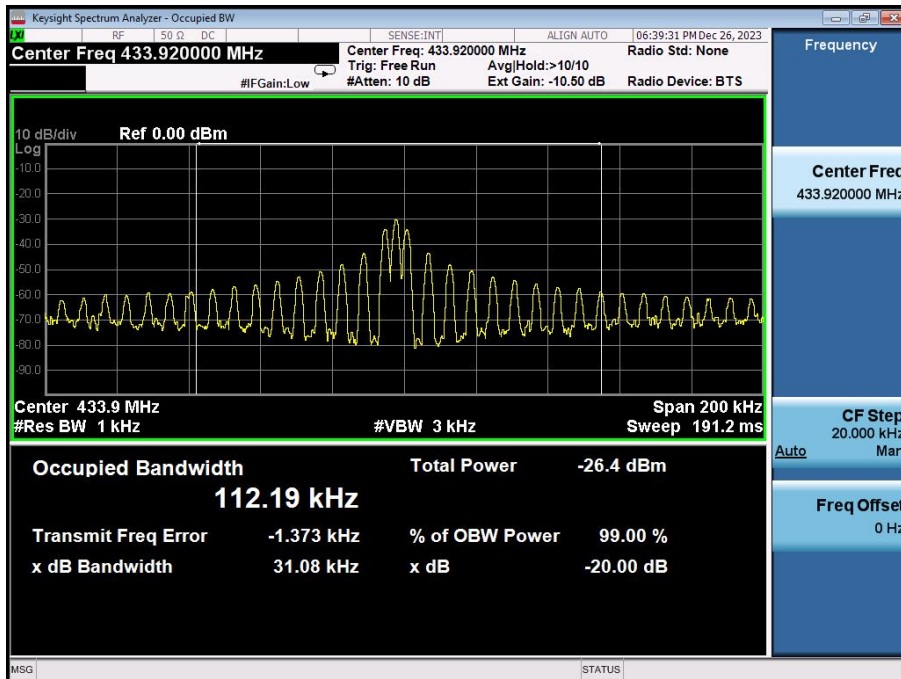 Keysight Spectrum Analyzer - Occupied BW
LXI RF 50 Ω DC SENSE:INT ALIGN AUTO 06:39:31 PM Dec 26, 2023
Center Freq 433.920000 MHz
Center Freq: 433.920000 MHz Radio Std: None
Trig: Free Run Avg|Hold:>10/10
#IFGain:Low #Atten: 10 dB Ext Gain: -10.50 dB Radio Device: BTS
10 dB/div Ref 0.00 dBm
Log
-10.0
-20.0
-30.0
-40.0
-50.0
-60.0
-70.0
-80.0
-90.0
Center 433.9 MHz Span 200 kHz
#Res BW 1 kHz #VBW 3 kHz Sweep 191.2 ms
Occupied Bandwidth Total Power -26.4 dBm
112.19 kHz
Transmit Freq Error -1.373 kHz % of OBW Power 99.00 %
x dB Bandwidth 31.08 kHz x dB -20.00 dB
MSG STATUS
Frequency
Center Freq
433.920000 MHz
CF Step
20.000 kHz
Auto Man
Freq Offset
0 Hz